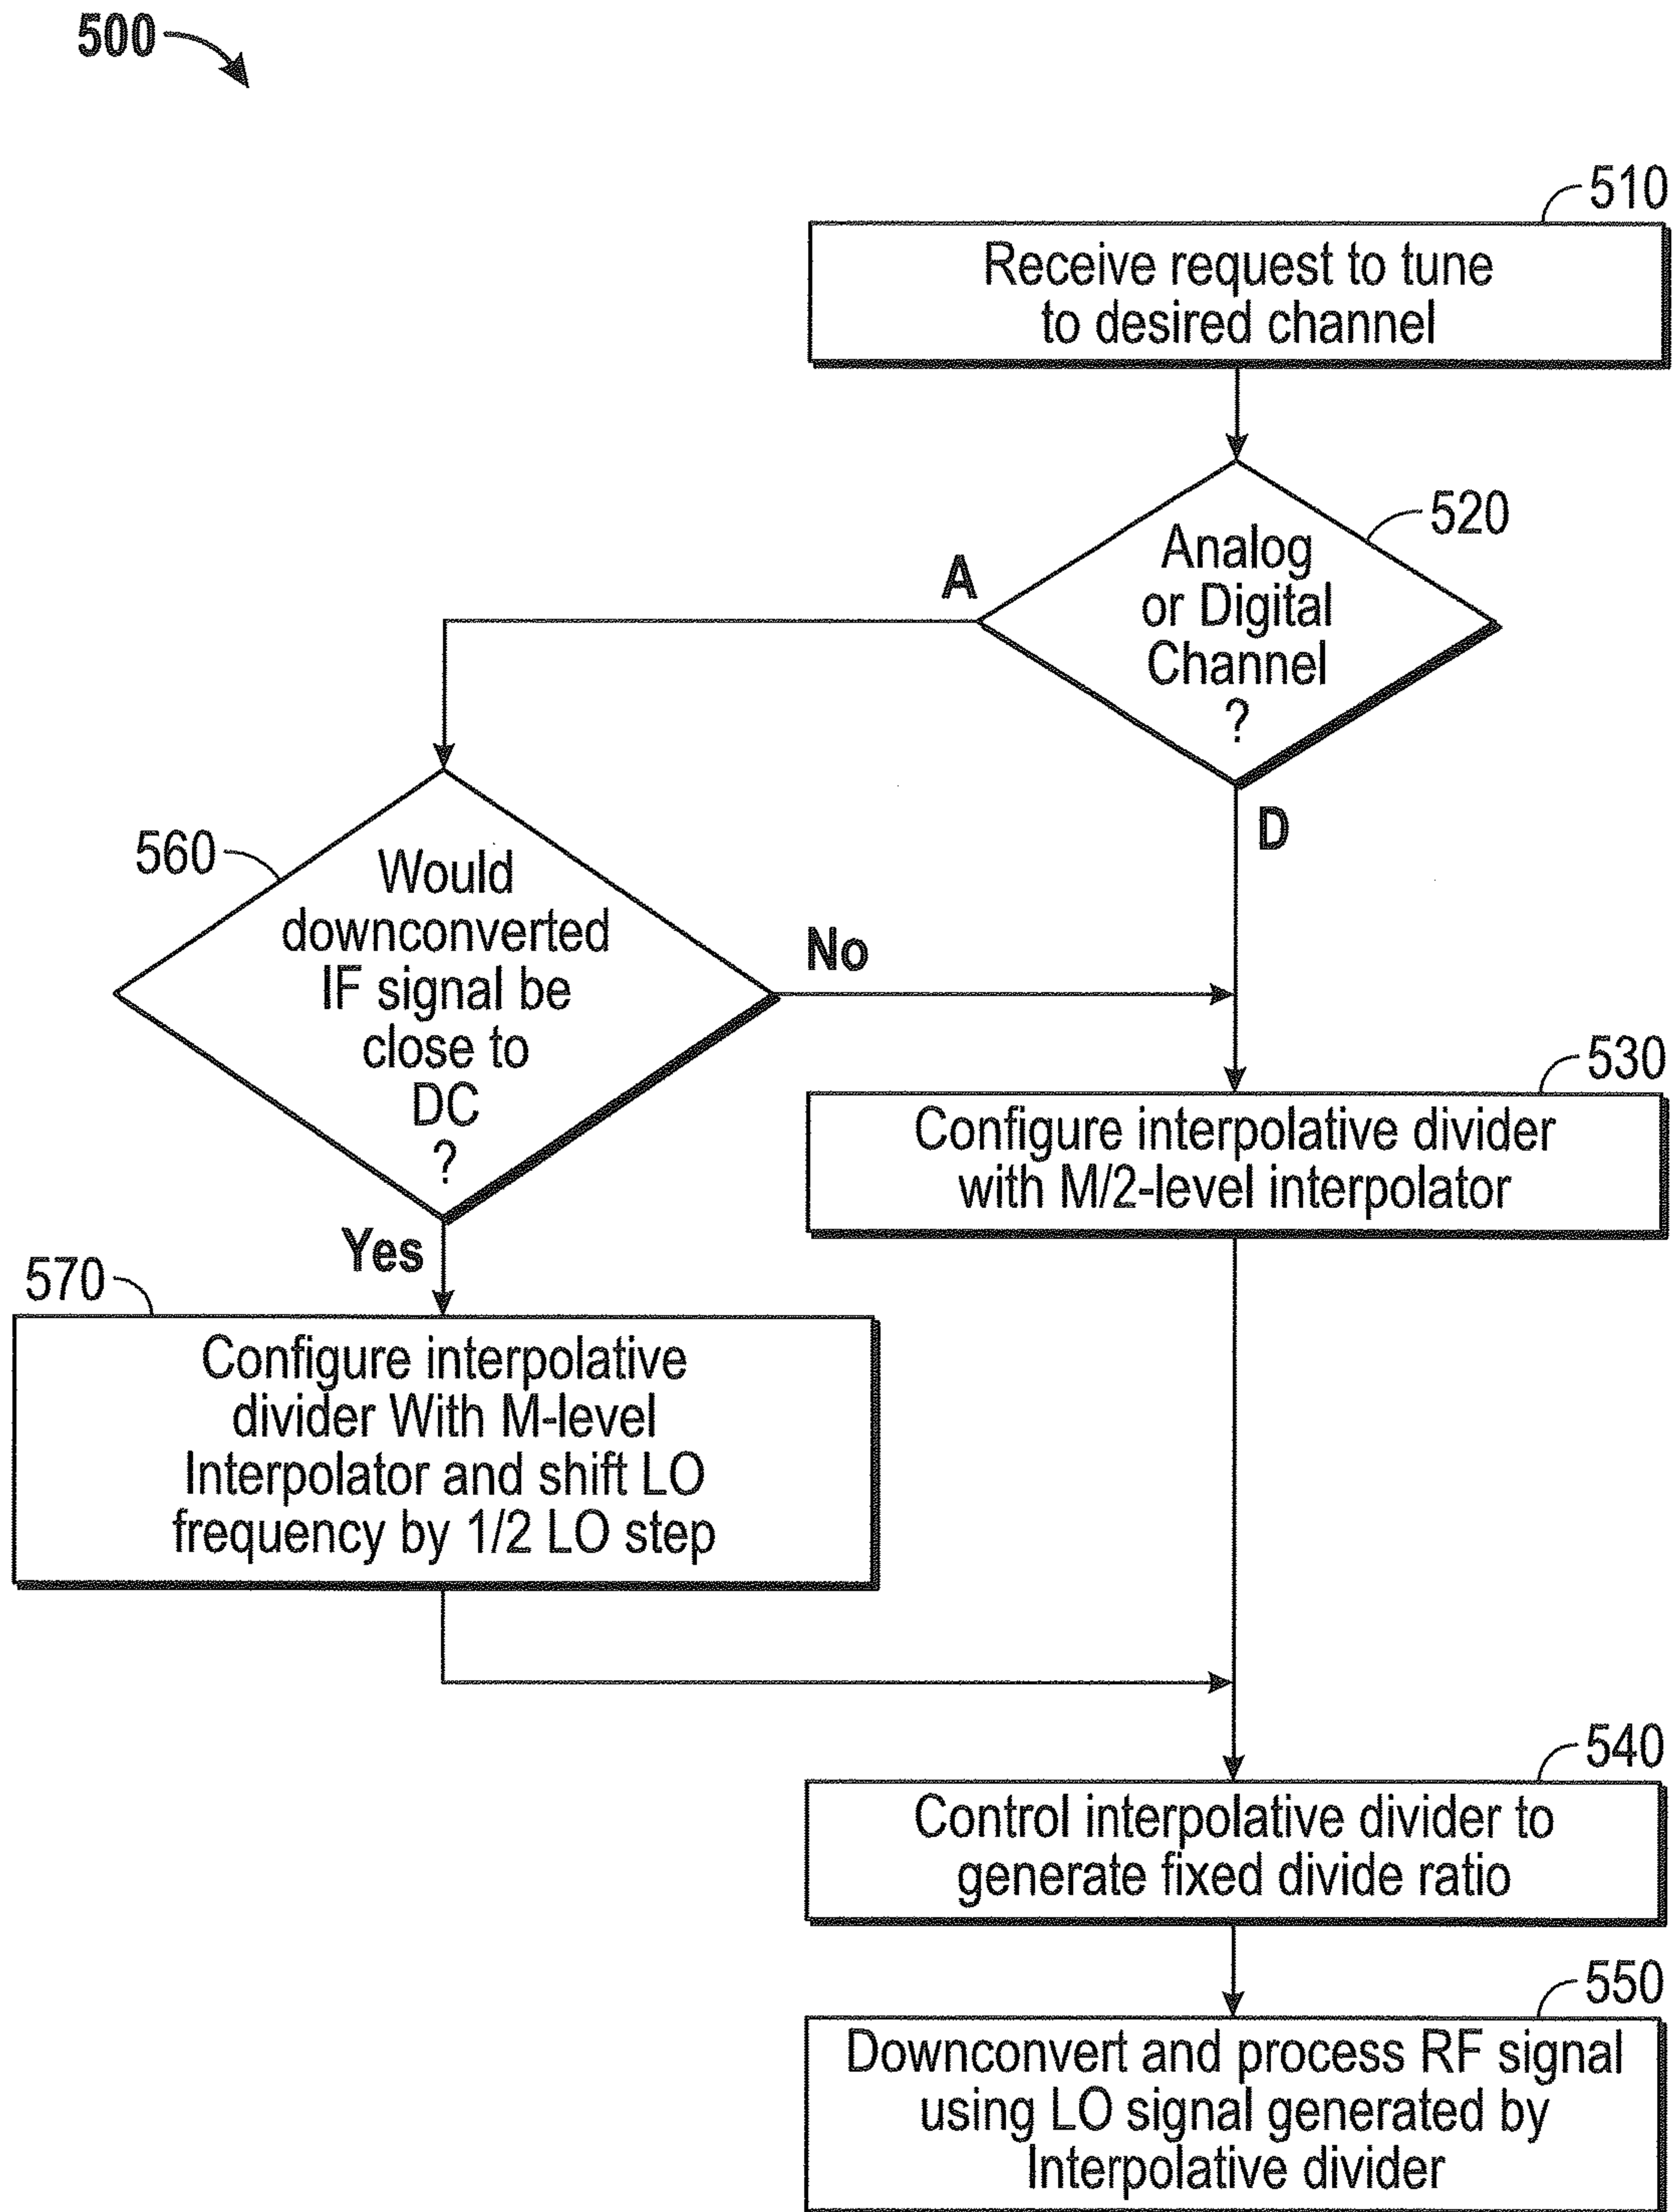 500
510
Receive request to tune
to desired channel
520
Analog
or Digital
Channel
?
A
D
560
Would
downconverted
IF signal be
close to
DC
?
No
Yes
530
Configure interpolative divider
with M/2-level interpolator
570
Configure interpolative
divider With M-level
Interpolator and shift LO
frequency by 1/2 LO step
540
Control interpolative divider to
generate fixed divide ratio
550
Downconvert and process RF signal
using LO signal generated by
Interpolative divider